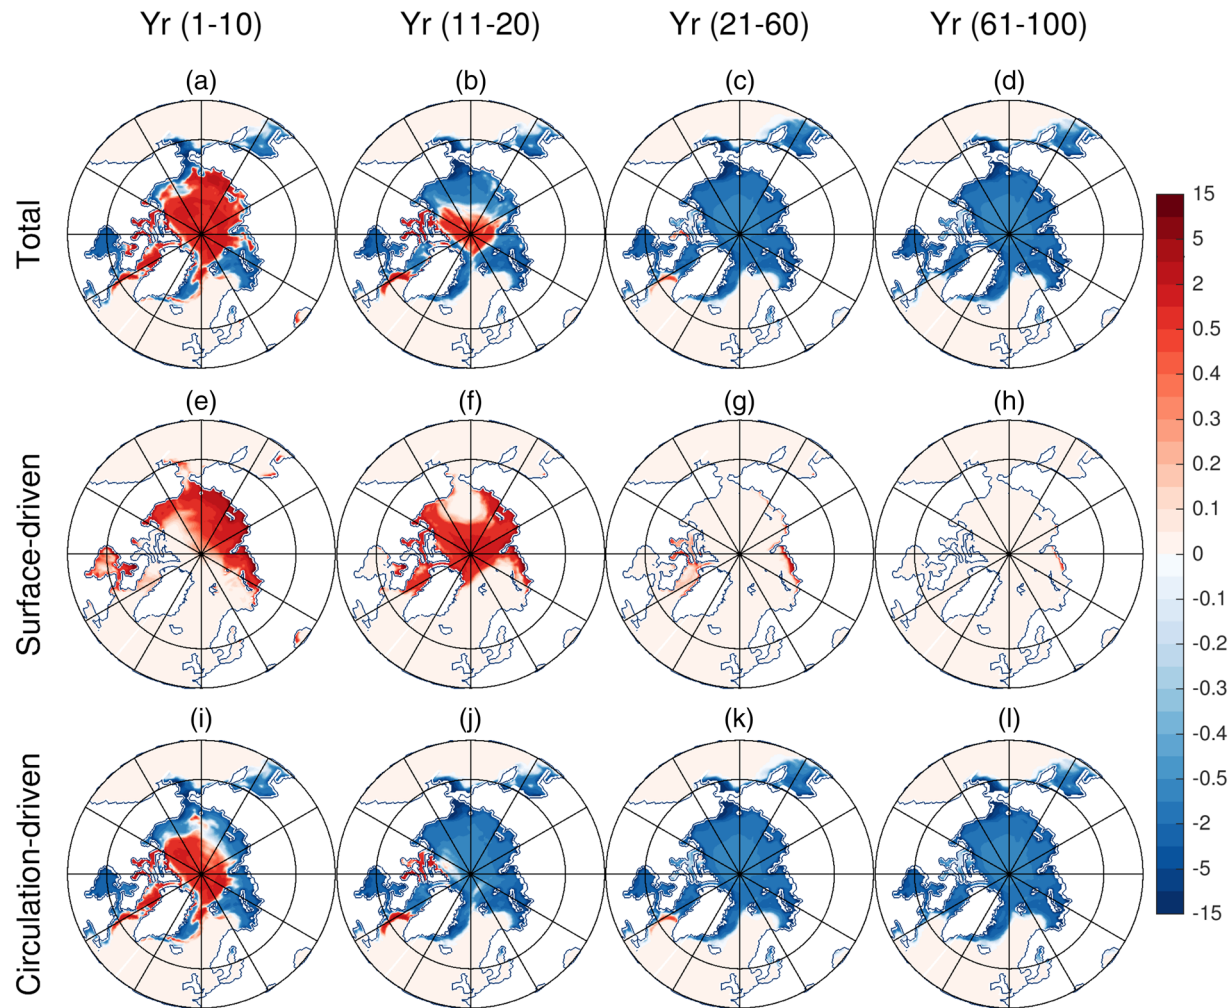 Yr (1-10) Yr (11-20) Yr (21-60) Yr (61-100)
(a) (b) (c) (d)
Total
(e) (f) (g) (h)
Surface-driven
(i) (j) (k) (l)
Circulation-driven
15
5
2
0.5
0.4
0.3
0.2
0.1
0
-0.1
-0.2
-0.3
-0.4
-0.5
-2
-5
-15